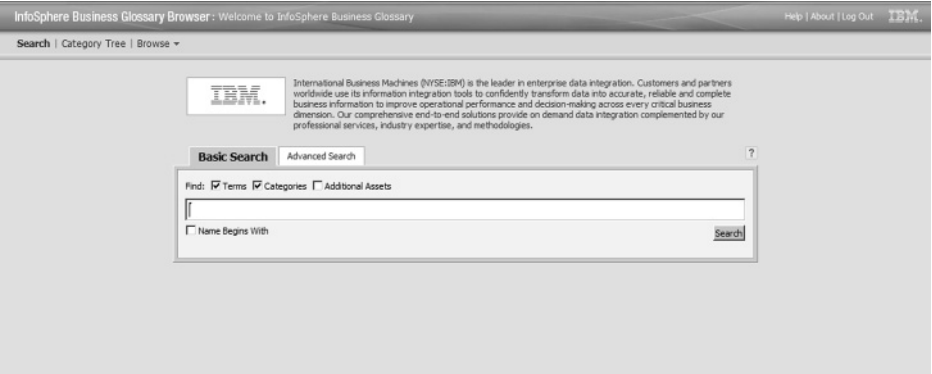 InfoSphere Business Glossary Browser: Welcome to InfoSphere Business Glossary
Help | About | Log Out IBM.
Search | Category Tree | Browse
IBM.
International Business Machines (NYSE:IBM) is the leader in enterprise data integration. Customers and partners
worldwide use its information integration tools to confidently transform data into accurate, reliable and complete
business information to improve operational performance and decision-making across every critical business
dimension. Our comprehensive end-to-end solutions provide on demand data integration complemented by our
professional services, industry expertise, and methodologies.
Basic Search Advanced Search ?
Find: Terms Categories Additional Assets
Name Begins With Search